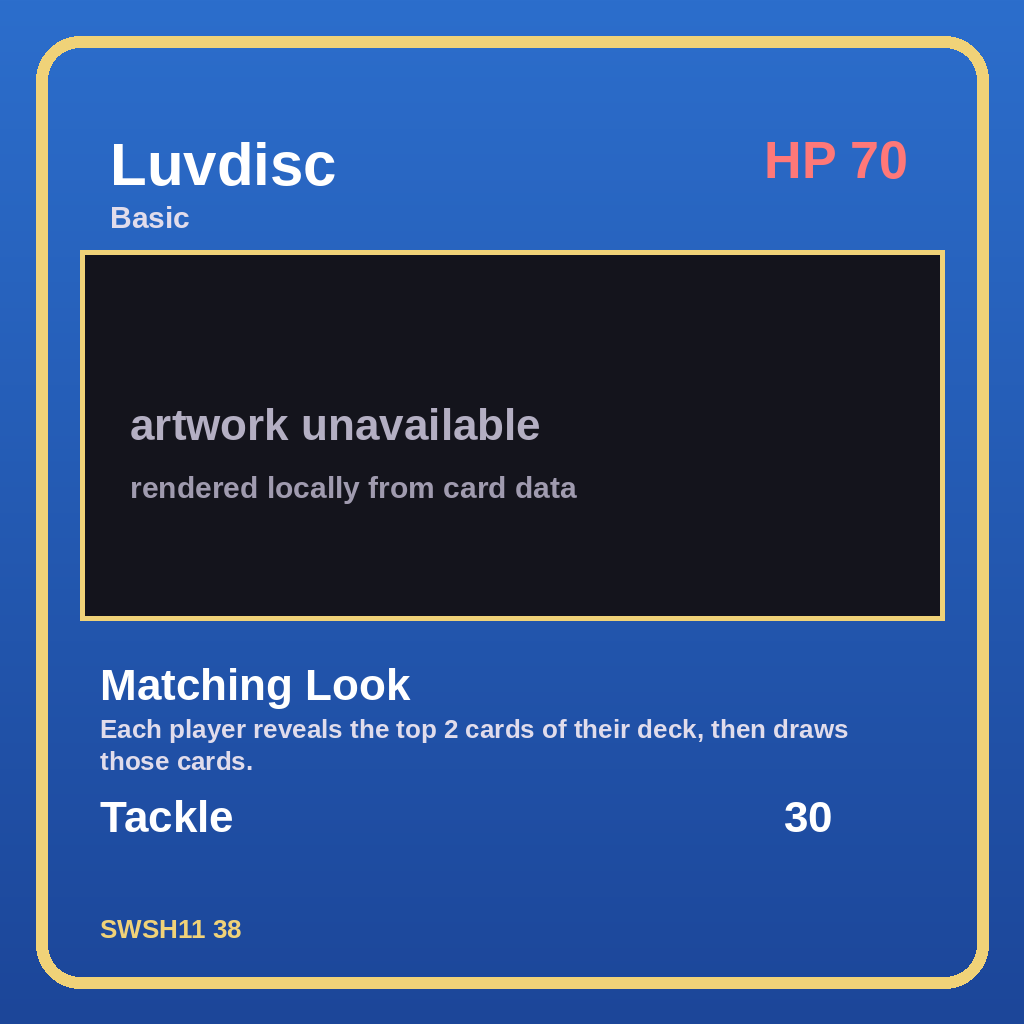 Luvdisc
HP 70
Basic
artwork unavailable
rendered locally from card data
Matching Look
Each player reveals the top 2 cards of their deck, then draws
those cards.
Tackle
30
SWSH11 38